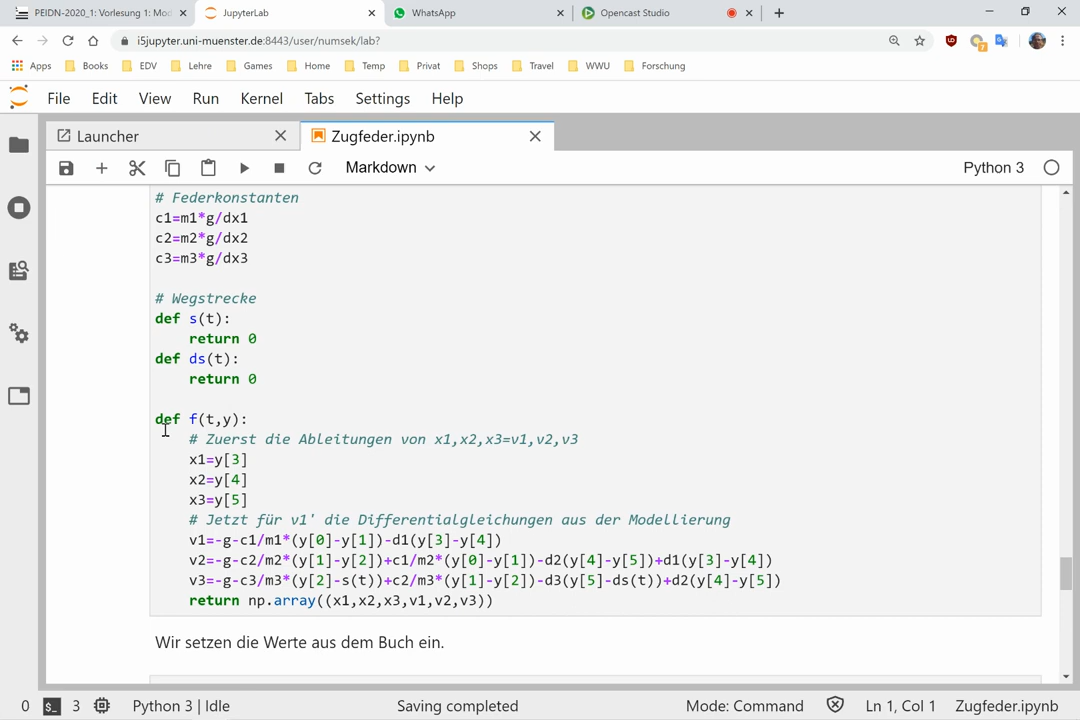 PEIDN-2020_1: Vorlesung 1: Mod
JupyterLab
WhatsApp
Opencast Studio
i5jupyter.uni-muenster.de:8443/user/numsek/lab?
Apps
Books
EDV
Lehre
Games
Home
Temp
Privat
Shops
Travel
WWU
Forschung
File
Edit
View
Run
Kernel
Tabs
Settings
Help
Launcher
Zugfeder.ipynb
Markdown
Python 3
# Federkonstanten
c1=m1*g/dx1
c2=m2*g/dx2
c3=m3*g/dx3
# Wegstrecke
def s(t):
return 0
def ds(t):
return 0
def f(t,y):
# Zuerst die Ableitungen von x1,x2,x3=v1,v2,v3
x1=y[3]
x2=y[4]
x3=y[5]
# Jetzt für v1' die Differentialgleichungen aus der Modellierung
v1=-g-c1/m1*(y[0]-y[1])-d1(y[3]-y[4])
v2=-g-c2/m2*(y[1]-y[2])+c1/m2*(y[0]-y[1])-d2(y[4]-y[5])+d1(y[3]-y[4])
v3=-g-c3/m3*(y[2]-s(t))+c2/m3*(y[1]-y[2])-d3(y[5]-ds(t))+d2(y[4]-y[5])
return np.array((x1,x2,x3,v1,v2,v3))
Wir setzen die Werte aus dem Buch ein.
0
3
Python 3 | Idle
Saving completed
Mode: Command
Ln 1, Col 1
Zugfeder.ipynb